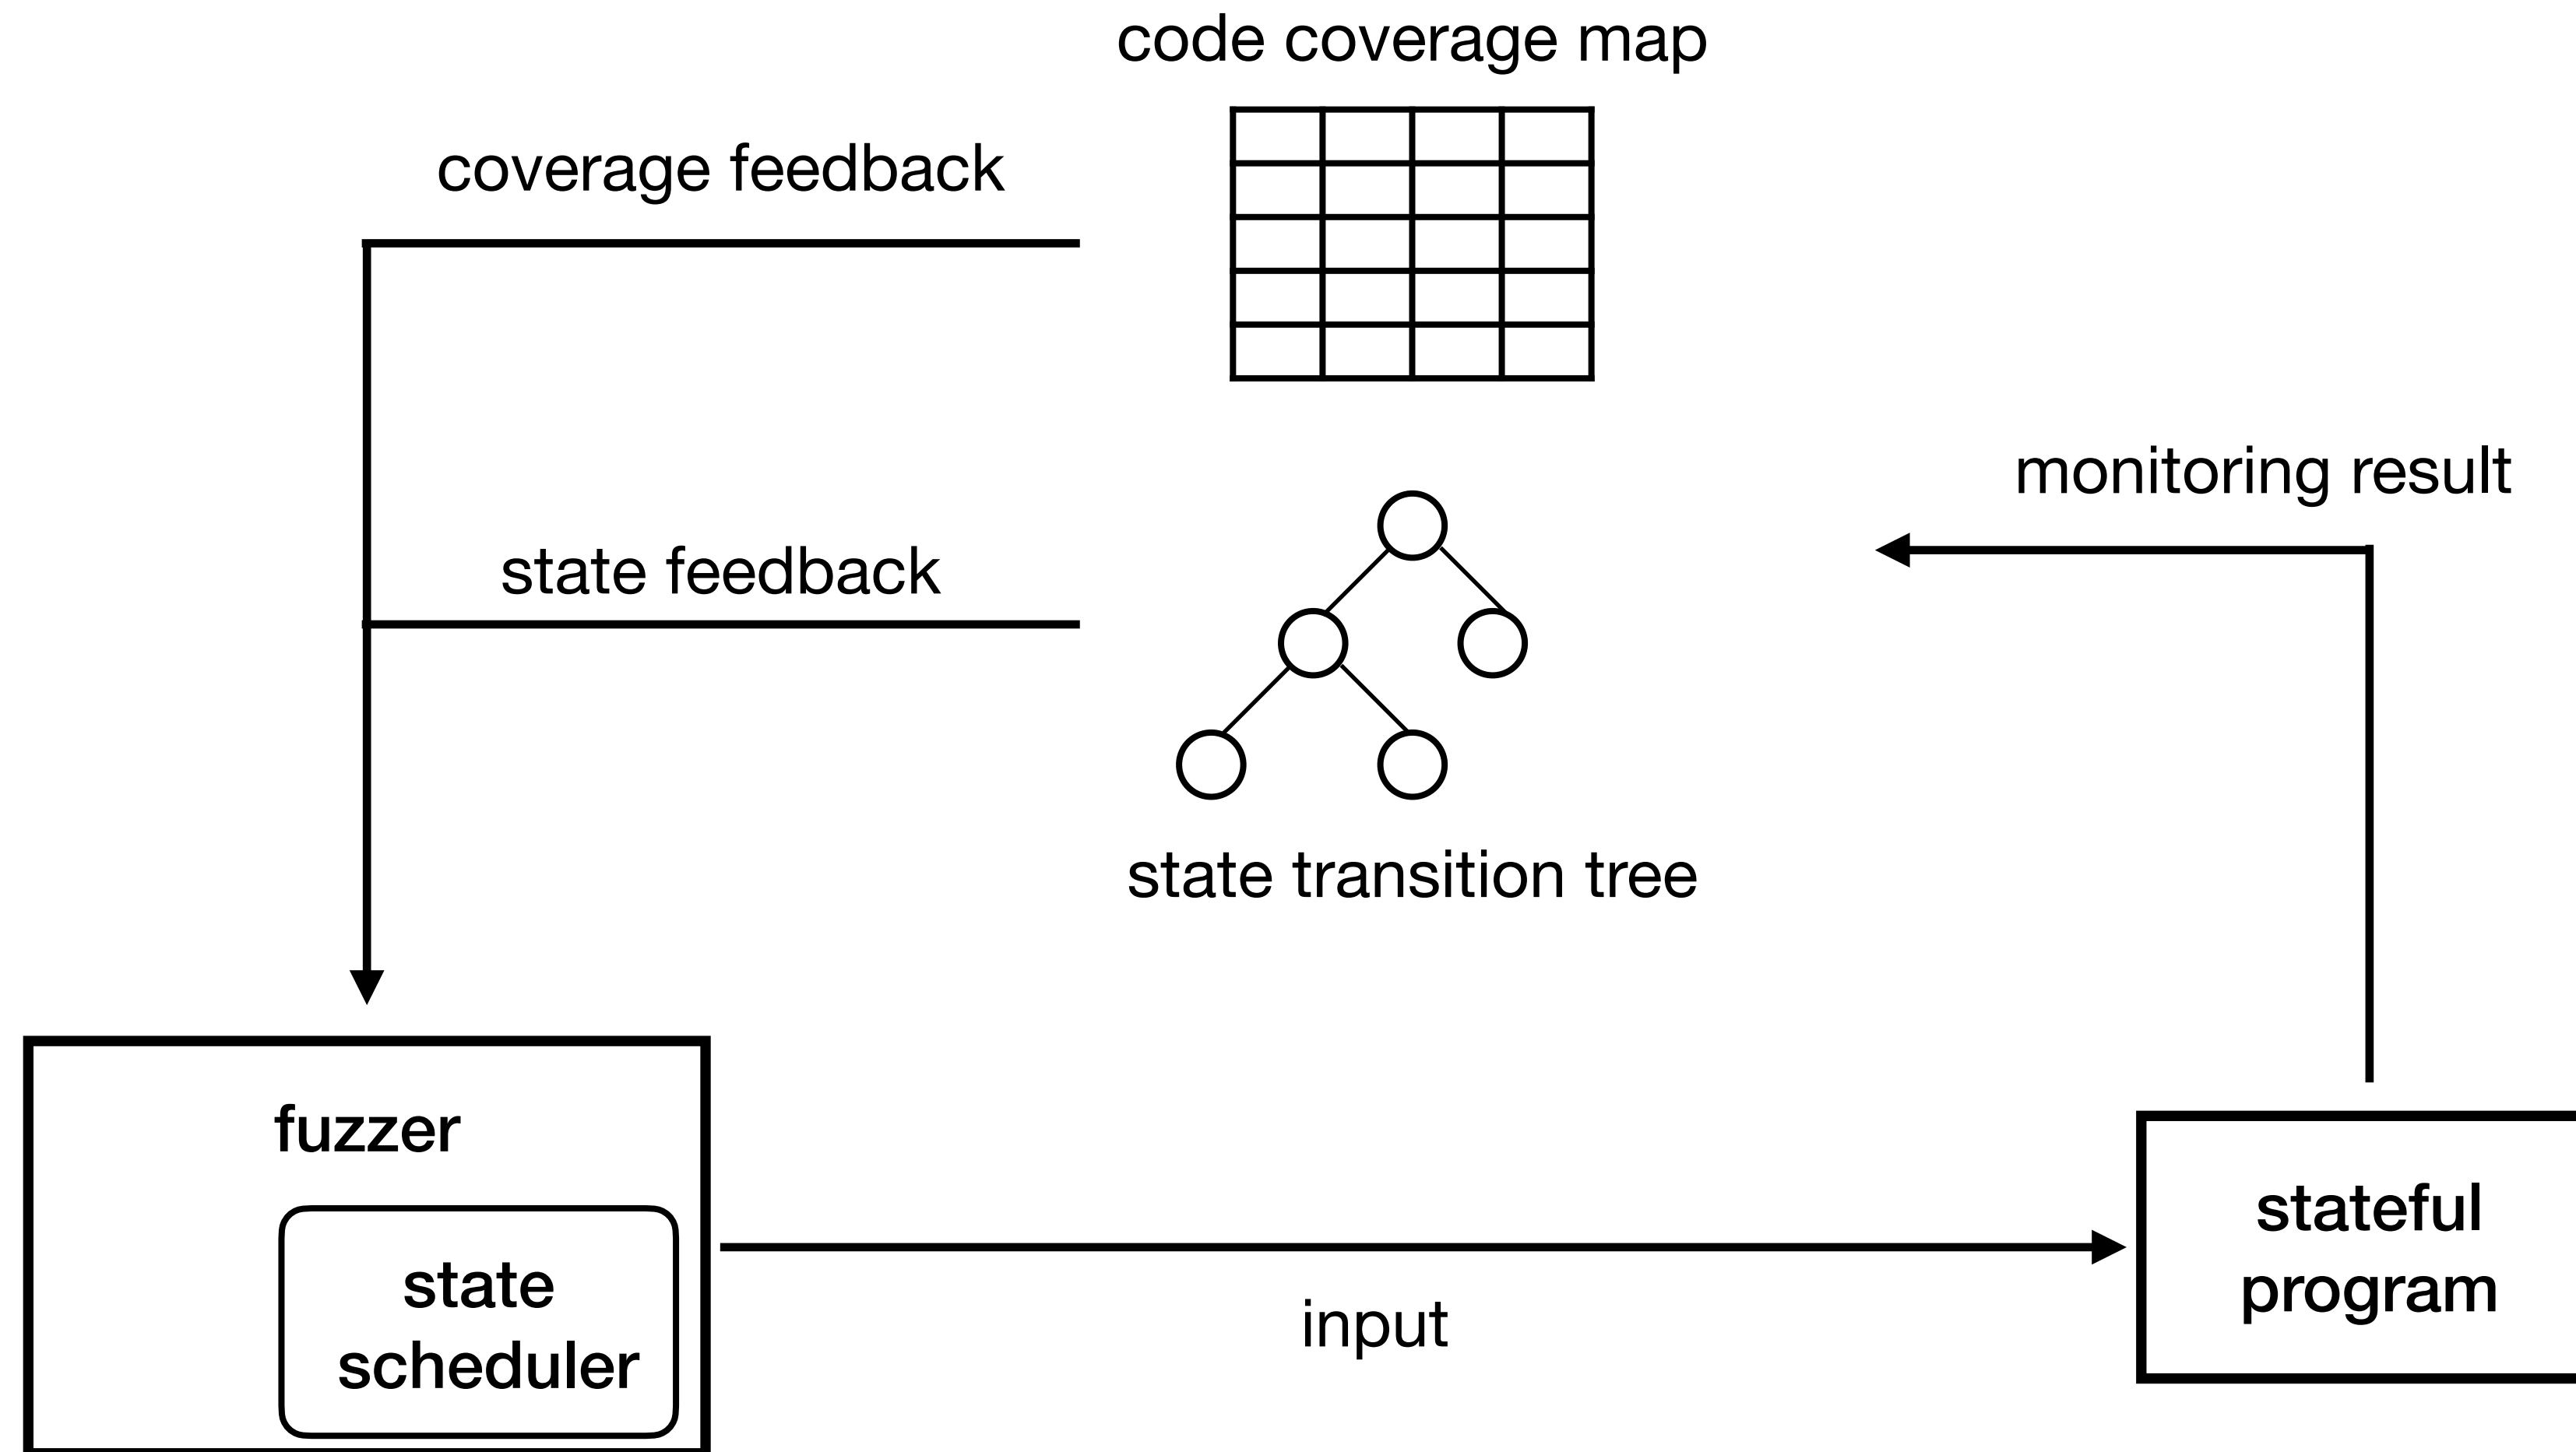 code coverage map
coverage feedback
monitoring result
state feedback
state transition tree
fuzzer
state
scheduler
input
stateful
program